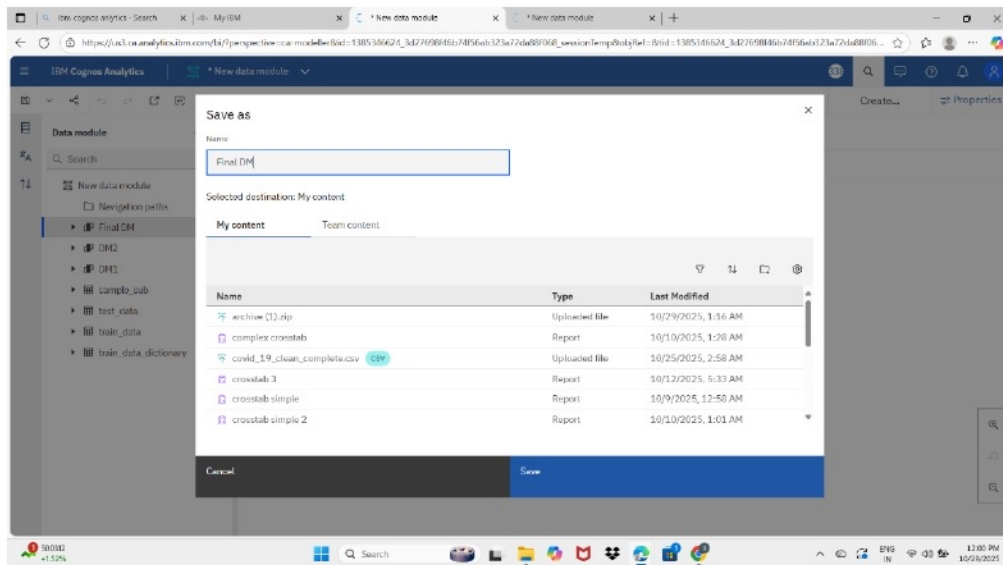 ibm cognos anlytics - Search
My IBM
* New data module
* New data module
https://us3.ca.analytics.ibm.com/bi/?perspective=ca-modeller&id=
IBM Cognos Analytics
* New data module
Create...
Properties
Data module
Search
New data module
Navigation paths
Final DM
DM2
DM1
sample_sub
test_data
train_data
train_data_dictionary
Save as
Name
Final DM
Selected destination: My content
My content Team content
Name Type Last Modified
archive (1).zip Uploaded file 10/29/2025, 1:16 AM
complex crosstab Report 10/10/2025, 1:28 AM
covid_19_clean_complete.csv CSV Uploaded file 10/25/2025, 2:58 AM
crosstab 3 Report 10/12/2025, 5:33 AM
crosstab simple Report 10/9/2025, 12:58 AM
crosstab simple 2 Report 10/10/2025, 1:01 AM
Cancel Save
+1.52%
Search
ENG
IN
12:00 PM
10/29/2025